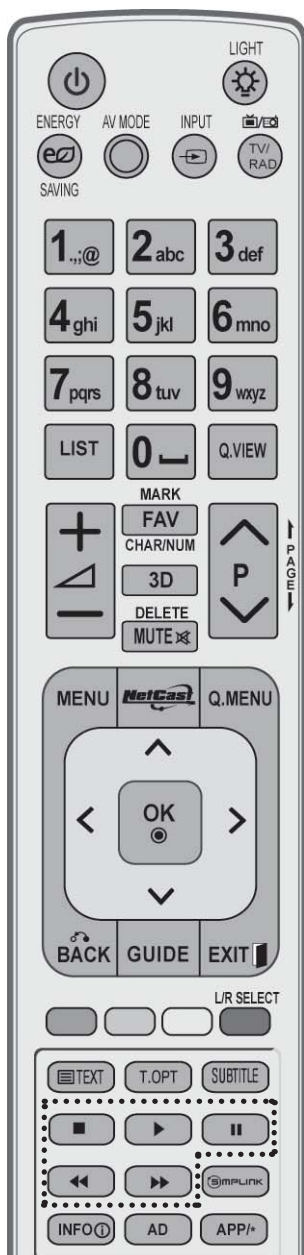 LIGHT
ENERGY AV MODE INPUT
TV/
RAD
SAVING
1.,;@ 2abc 3def
4ghi 5jkl 6mno
7pqrs 8tuv 9wxyz
LIST 0 Q.VIEW
MARK
FAV
CHAR/NUM
3D
P
PAGE
DELETE
MUTE
MENU NetCast Q.MENU
OK
BACK GUIDE EXIT
L/R SELECT
TEXT T.OPT SUBTITLE
SIMPLINK
INFO AD APP/*